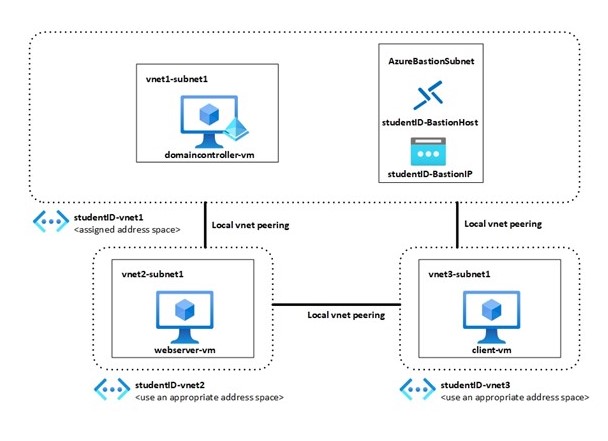 vnet1-subnet1
domaincontroller-vm
AzureBastionSubnet
studentID-BastionHost
studentID-BastionIP
studentID-vnet1
<assigned address space>
Local vnet peering
Local vnet peering
vnet2-subnet1
webserver-vm
Local vnet peering
vnet3-subnet1
client-vm
studentID-vnet2
<use an appropriate address space>
studentID-vnet3
<use an appropriate address space>